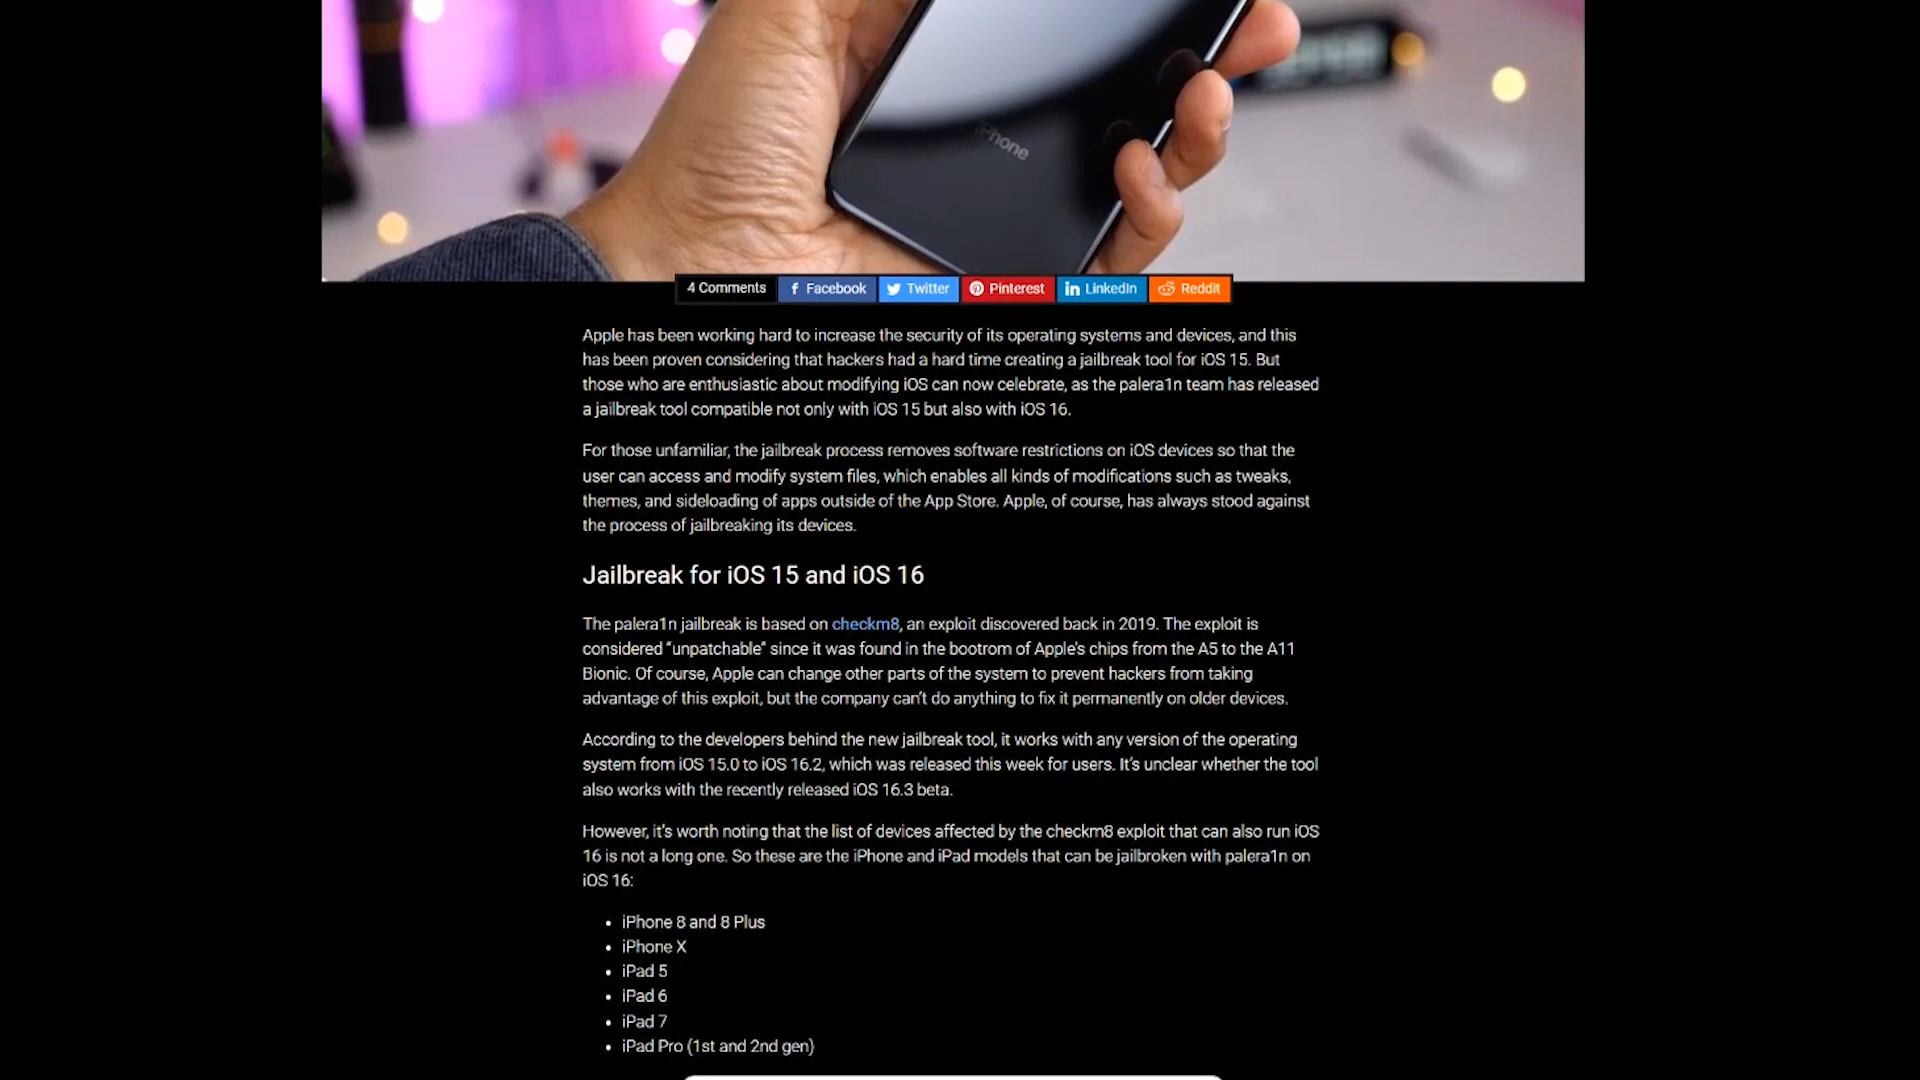 iPhone
4 Comments Facebook Twitter Pinterest LinkedIn Reddit
Apple has been working hard to increase the security of its operating systems and devices, and this
has been proven considering that hackers had a hard time creating a jailbreak tool for iOS 15. But
those who are enthusiastic about modifying iOS can now celebrate, as the palera1n team has released
a jailbreak tool compatible not only with iOS 15 but also with iOS 16.
For those unfamiliar, the jailbreak process removes software restrictions on iOS devices so that the
user can access and modify system files, which enables all kinds of modifications such as tweaks,
themes, and sideloading of apps outside of the App Store. Apple, of course, has always stood against
the process of jailbreaking its devices.
Jailbreak for iOS 15 and iOS 16
The palera1n jailbreak is based on checkm8, an exploit discovered back in 2019. The exploit is
considered “unpatchable” since it was found in the bootrom of Apple's chips from the A5 to the A11
Bionic. Of course, Apple can change other parts of the system to prevent hackers from taking
advantage of this exploit, but the company can't do anything to fix it permanently on older devices.
According to the developers behind the new jailbreak tool, it works with any version of the operating
system from iOS 15.0 to iOS 16.2, which was released this week for users. It's unclear whether the tool
also works with the recently released iOS 16.3 beta.
However, it's worth noting that the list of devices affected by the checkm8 exploit that can also run iOS
16 is not a long one. So these are the iPhone and iPad models that can be jailbroken with palera1n on
iOS 16:
• iPhone 8 and 8 Plus
• iPhone X
• iPad 5
• iPad 6
• iPad 7
• iPad Pro (1st and 2nd gen)